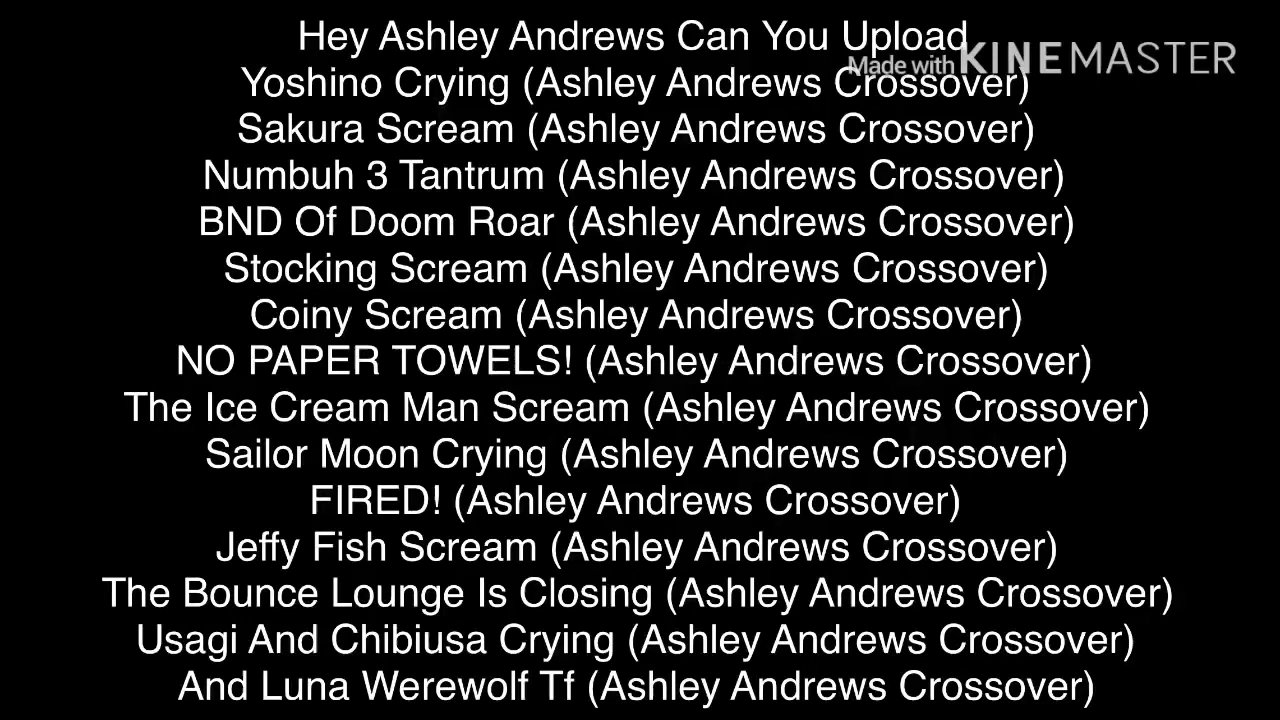 Hey Ashley Andrews Can You Upload
Made with KINEMASTER
Yoshino Crying (Ashley Andrews Crossover)
Sakura Scream (Ashley Andrews Crossover)
Numbuh 3 Tantrum (Ashley Andrews Crossover)
BND Of Doom Roar (Ashley Andrews Crossover)
Stocking Scream (Ashley Andrews Crossover)
Coiny Scream (Ashley Andrews Crossover)
NO PAPER TOWELS! (Ashley Andrews Crossover)
The Ice Cream Man Scream (Ashley Andrews Crossover)
Sailor Moon Crying (Ashley Andrews Crossover)
FIRED! (Ashley Andrews Crossover)
Jeffy Fish Scream (Ashley Andrews Crossover)
The Bounce Lounge Is Closing (Ashley Andrews Crossover)
Usagi And Chibiusa Crying (Ashley Andrews Crossover)
And Luna Werewolf Tf (Ashley Andrews Crossover)